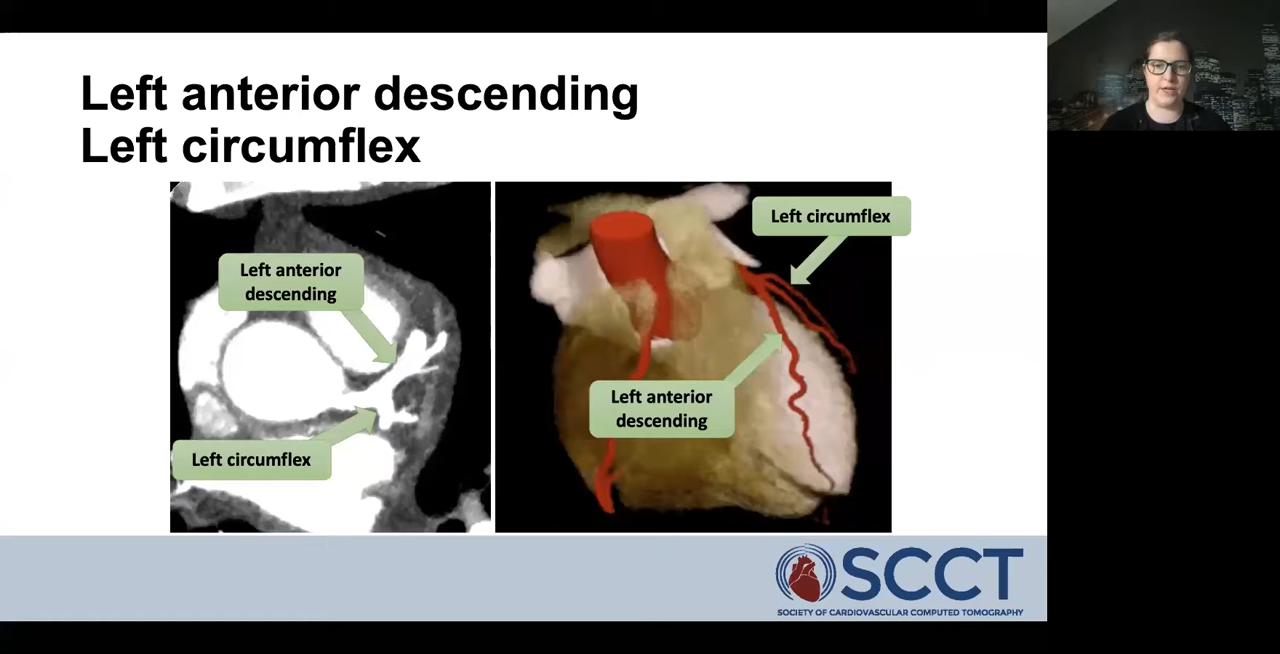 Left anterior descending
Left circumflex
Left anterior
descending
Left circumflex
Left circumflex
Left anterior
descending
SCCT
SOCIETY OF CARDIOVASCULAR COMPUTED TOMOGRAPHY